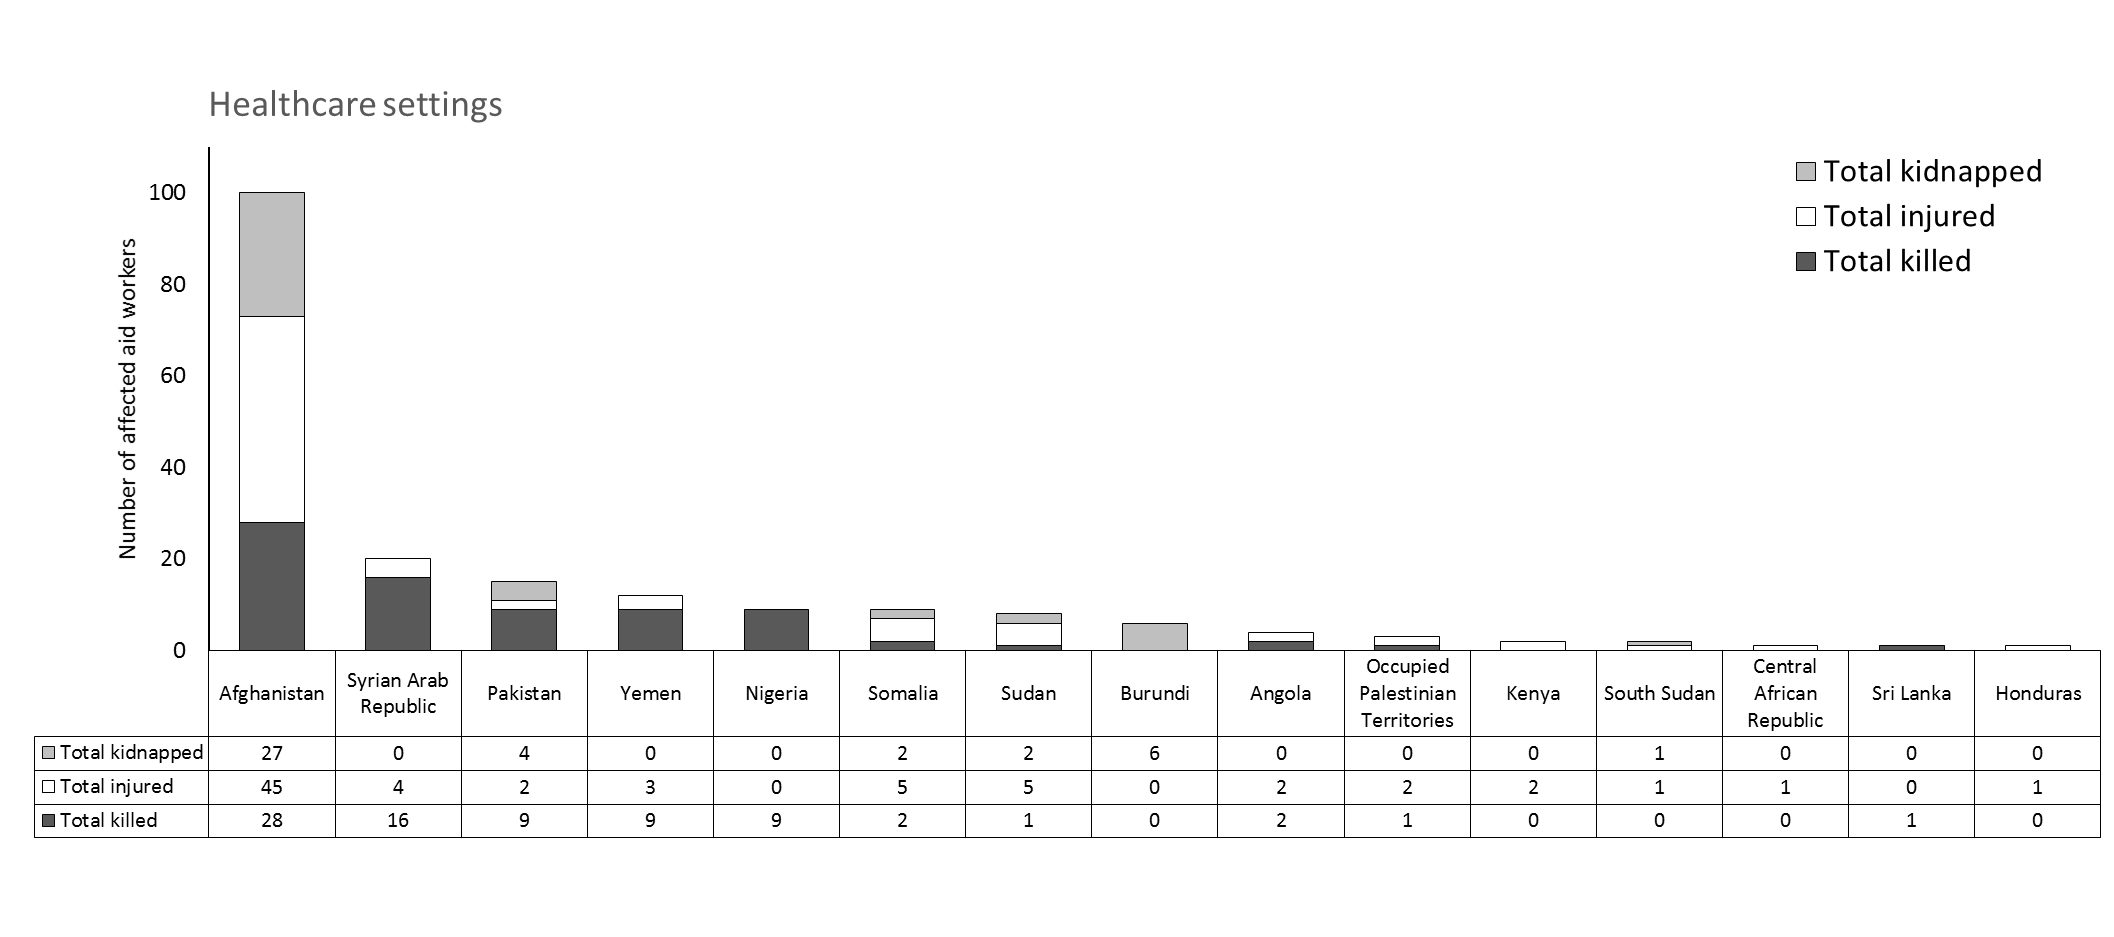 Healthcare settings
Total kidnapped
Total injured
Total killed
Number of affected aid workers
100
80
60
40
20
0
Afghanistan Syrian Arab Republic Pakistan Yemen Nigeria Somalia Sudan Burundi Angola Occupied Palestinian Territories Kenya South Sudan Central African Republic Sri Lanka Honduras
Total kidnapped 27 0 4 0 0 2 2 6 0 0 0 1 0 0 0
Total injured 45 4 2 3 0 5 5 0 2 2 2 1 1 0 1
Total killed 28 16 9 9 9 2 1 0 2 1 0 0 0 1 0